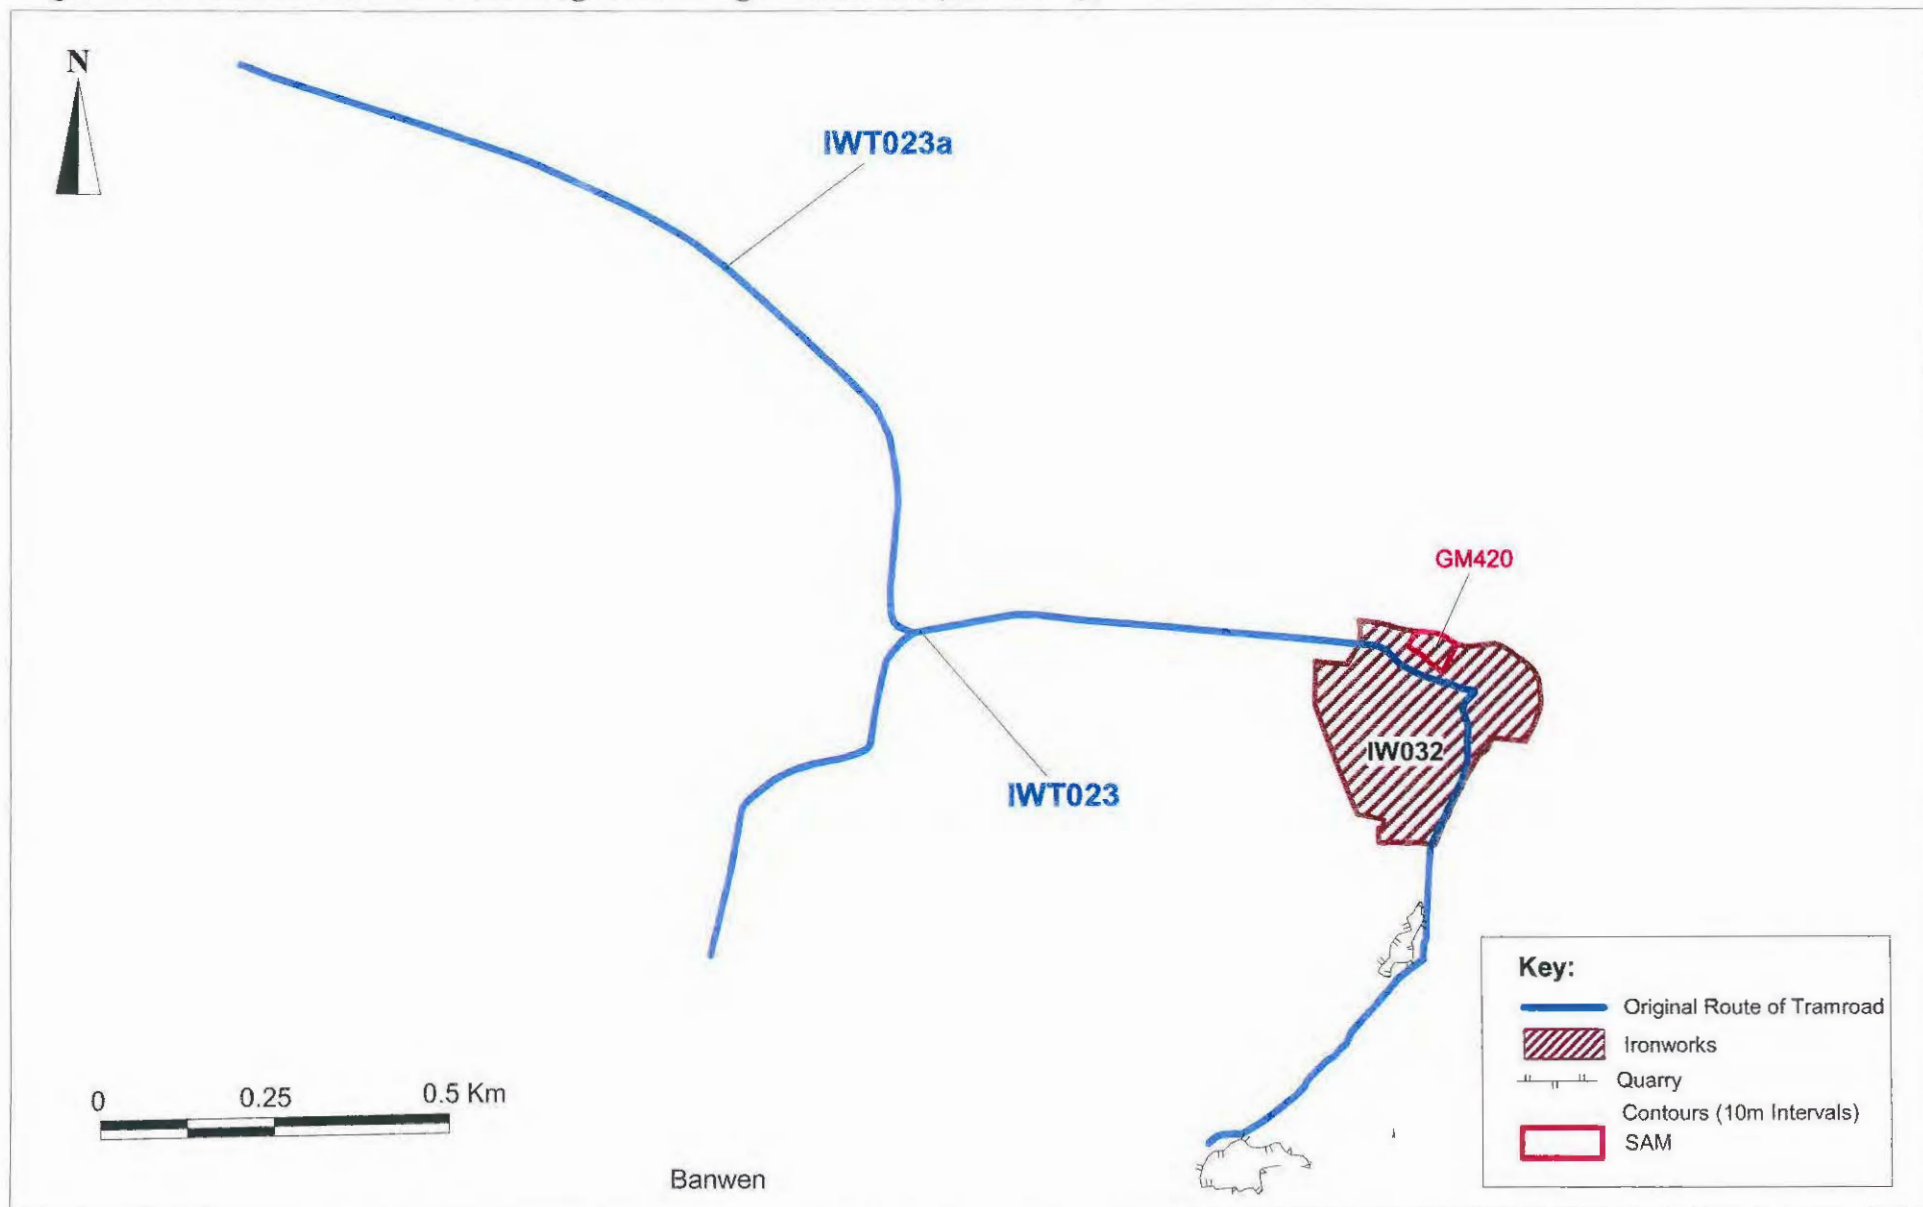 N
IWT023a
GM420
IW032
IWT023
Key:
Original Route of Tramroad
Ironworks
Quarry
Contours (10m Intervals)
SAM
0 0.25 0.5 Km
Banwen